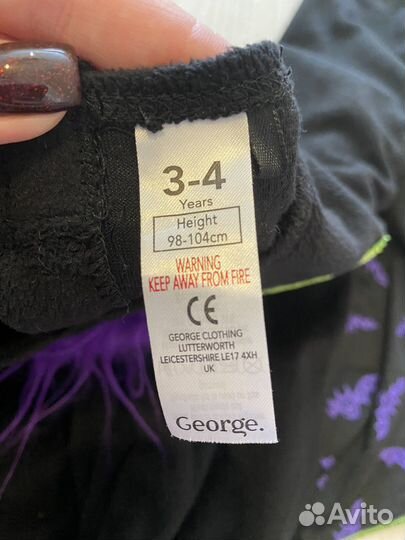 3-4
Years
Height
98-104cm
WARNING
KEEP AWAY FROM FIRE
CE
GEORGE CLOTHING
LUTTERWORTH
LEICESTERSHIRE LE17 4XH
UK
George.
Avito